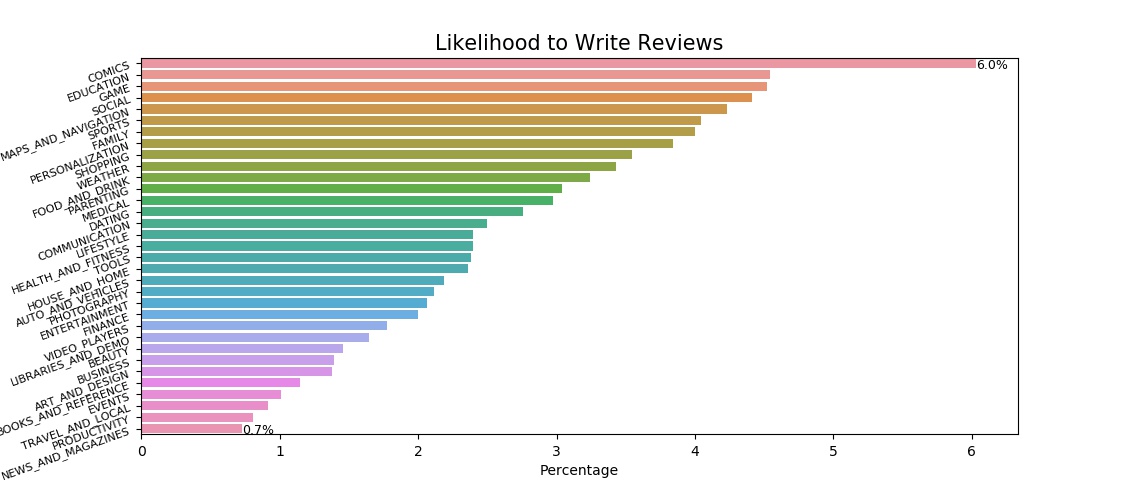 Likelihood to Write Reviews
COMICS
6.0%
EDUCATION
GAME
SOCIAL
MAPS_AND_NAVIGATION
SPORTS
FAMILY
PERSONALIZATION
SHOPPING
WEATHER
FOOD_AND_DRINK
PARENTING
MEDICAL
DATING
COMMUNICATION
LIFESTYLE
HEALTH_AND_FITNESS
TOOLS
HOUSE_AND_HOME
AUTO_AND_VEHICLES
PHOTOGRAPHY
ENTERTAINMENT
FINANCE
VIDEO_PLAYERS
LIBRARIES_AND_DEMO
BEAUTY
BUSINESS
ART_AND_DESIGN
BOOKS_AND_REFERENCE
EVENTS
TRAVEL_AND_LOCAL
PRODUCTIVITY
NEWS_AND_MAGAZINES
0.7%
0 1 2 3 4 5 6
Percentage